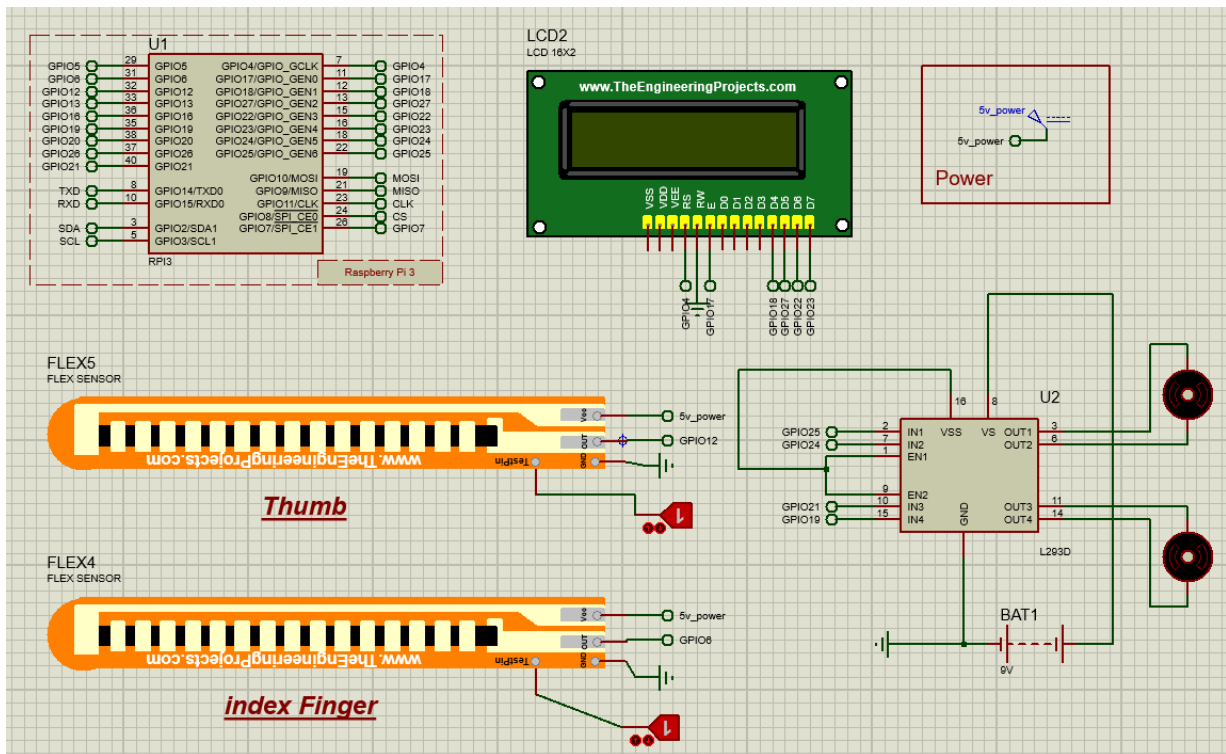 U1
29 GPIO5 GPIO5 GPIO4/GPIO_GCLK 7 GPIO4
31 GPIO6 GPIO6 GPIO17/GPIO_GEN0 11 GPIO17
32 GPIO12 GPIO12 GPIO18/GPIO_GEN1 12 GPIO18
33 GPIO13 GPIO13 GPIO27/GPIO_GEN2 13 GPIO27
36 GPIO16 GPIO16 GPIO22/GPIO_GEN3 15 GPIO22
35 GPIO19 GPIO19 GPIO23/GPIO_GEN4 16 GPIO23
38 GPIO20 GPIO20 GPIO24/GPIO_GEN5 18 GPIO24
37 GPIO26 GPIO26 GPIO25/GPIO_GEN6 22 GPIO25
40 GPIO21 GPIO21
GPIO10/MOSI 19 MOSI
TXD 8 GPIO14/TXD0 GPIO9/MISO 21 MISO
RXD 10 GPIO15/RXD0 GPIO11/CLK 23 CLK
GPIO8/SPI_CE0 24 CS
SDA 3 GPIO2/SDA1 GPIO7/SPI_CE1 26 GPIO7
SCL 5 GPIO3/SCL1
RPI3
Raspberry Pi 3
LCD2
LCD 16X2
www.TheEngineeringProjects.com
VSS VDD VEE RS RW E D0 D1 D2 D3 D4 D5 D6 D7
GPIO4 GPIO17 GPIO18 GPIO27 GPIO22 GPIO23
5v_power
5v_power
Power
FLEX5
FLEX SENSOR
Vcc 5v_power
OUT GPIO12
GND
TestPin
www.TheEngineeringProjects.com
1
Thumb
FLEX4
FLEX SENSOR
Vcc 5v_power
OUT GPIO6
GND
TestPin
www.TheEngineeringProjects.com
1
index Finger
U2
16 8
VSS VS
GPIO25 2 IN1 OUT1 3
GPIO24 7 IN2 OUT2 6
1 EN1
9 EN2
GPIO21 10 IN3 OUT3 11
GPIO19 15 IN4 OUT4 14
GND
L293D
BAT1
9V